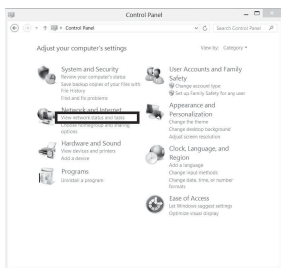 Control Panel
Control Panel
Search Control Panel
Adjust your computer's settings
View by: Category
System and Security
Review your computer's status
Save backup copies of your files with
File History
Find and fix problems
Network and Internet
View network status and tasks
Choose homegroup and sharing
options
Hardware and Sound
View devices and printers
Add a device
Programs
Uninstall a program
User Accounts and Family
Safety
Change account type
Set up Family Safety for any user
Appearance and
Personalization
Change the theme
Change desktop background
Adjust screen resolution
Clock, Language, and
Region
Add a language
Change input methods
Change date, time, or number
formats
Ease of Access
Let Windows suggest settings
Optimize visual display